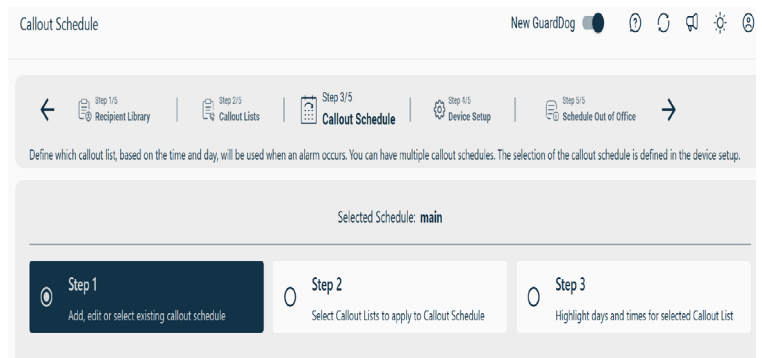 Callout Schedule
New GuardDog
Step 1/5
Recipient Library
Step 2/5
Callout Lists
Step 3/5
Callout Schedule
Step 4/5
Device Setup
Step 5/5
Schedule Out of Office
Define which callout list, based on the time and day, will be used when an alarm occurs. You can have multiple callout schedules. The selection of the callout schedule is defined in the device setup.
Selected Schedule: main
Step 1
Add, edit or select existing callout schedule
Step 2
Select Callout Lists to apply to Callout Schedule
Step 3
Highlight days and times for selected Callout List